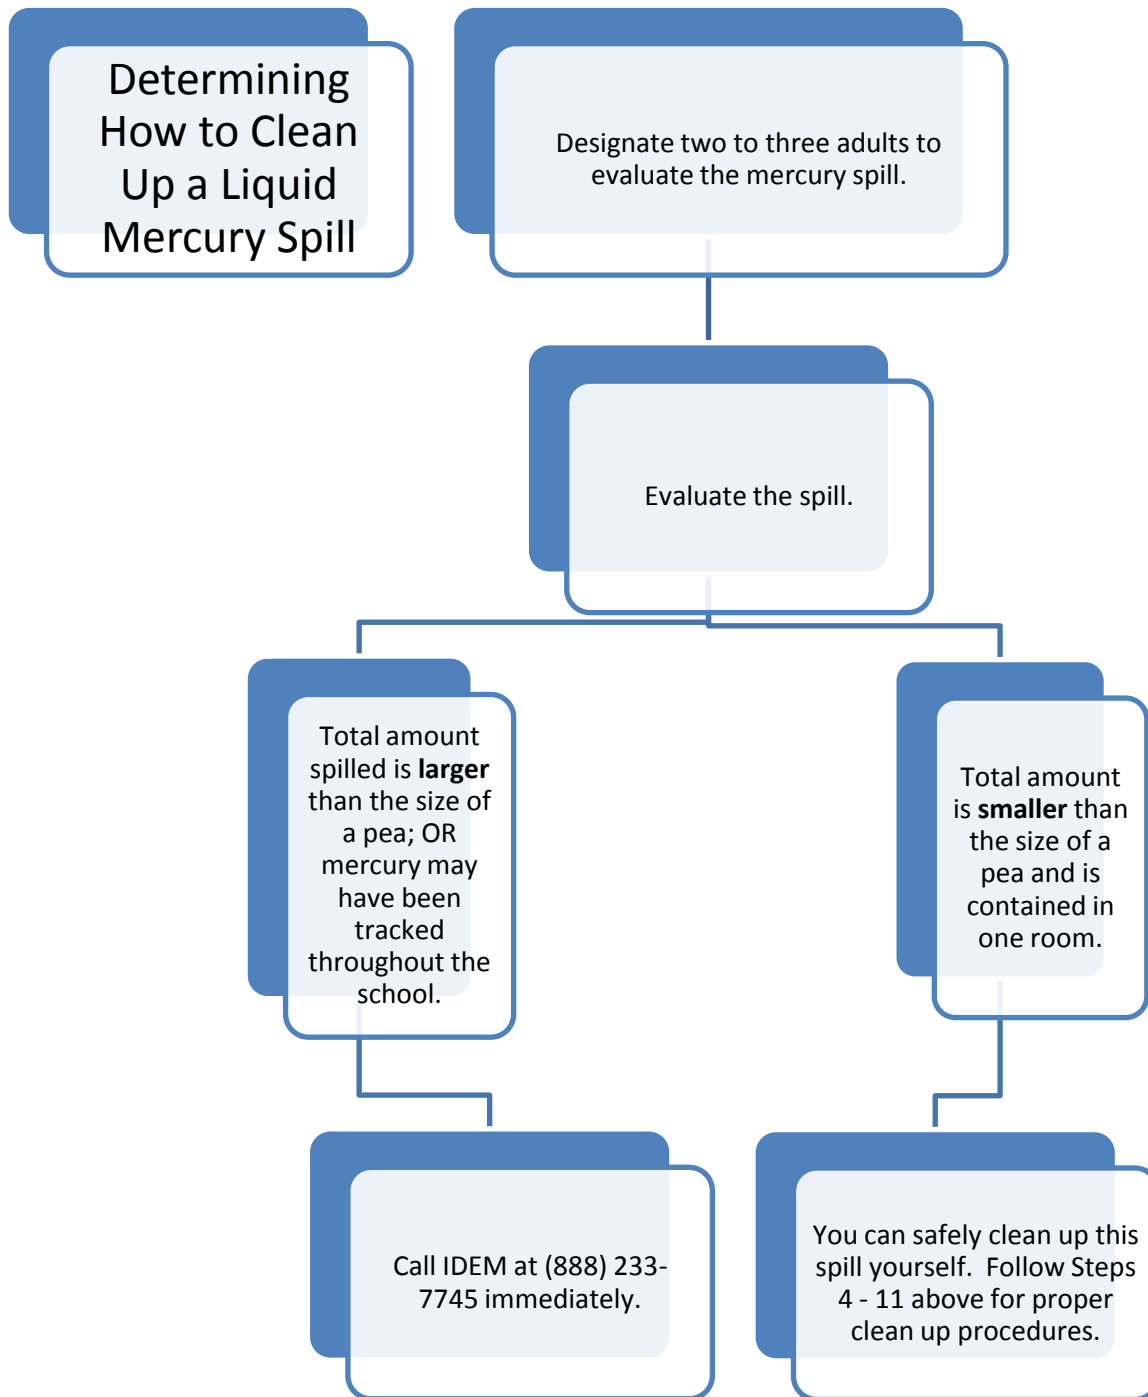 Determining
How to Clean
Up a Liquid
Mercury Spill
Designate two to three adults to
evaluate the mercury spill.
Evaluate the spill.
Total amount
spilled is larger
than the size of
a pea; OR
mercury may
have been
tracked
throughout the
school.
Total amount
is smaller than
the size of a
pea and is
contained in
one room.
Call IDEM at (888) 233-
7745 immediately.
You can safely clean up this
spill yourself.  Follow Steps
4 - 11 above for proper
clean up procedures.